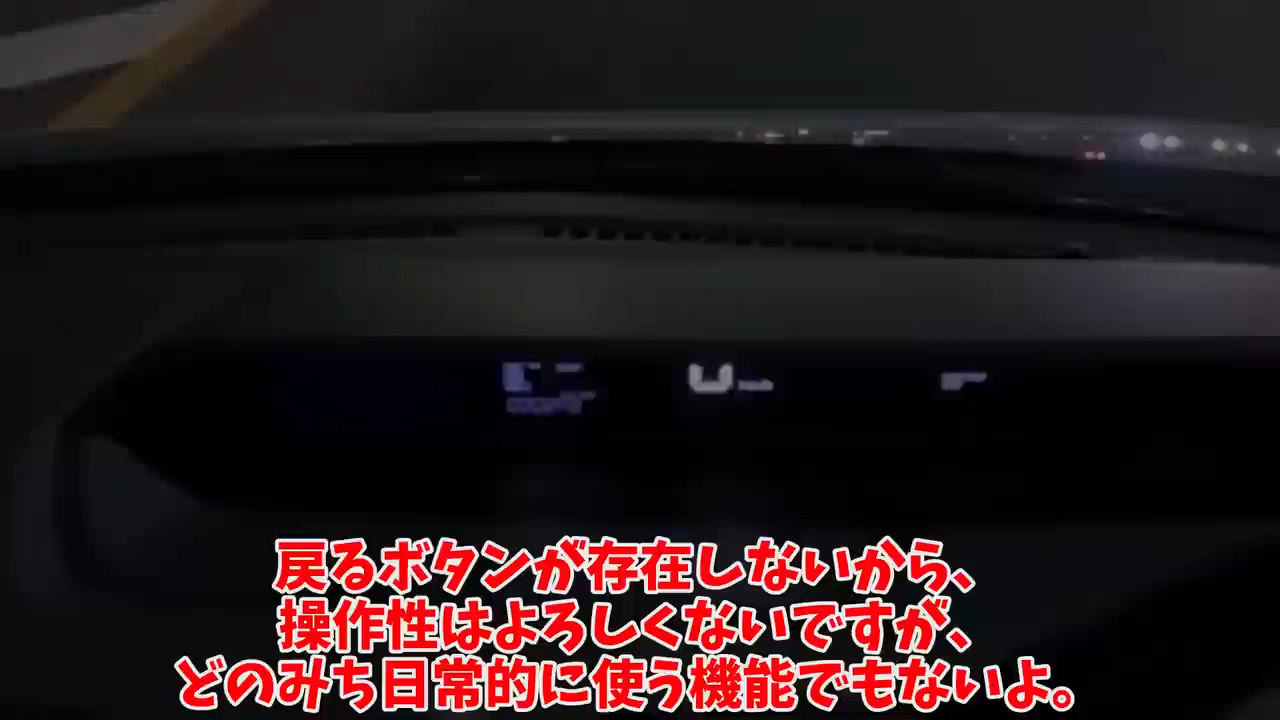 戻るボタンが存在しないから、
操作性はよろしくないですが、
どのみち日常的に使う機能でもないよ。